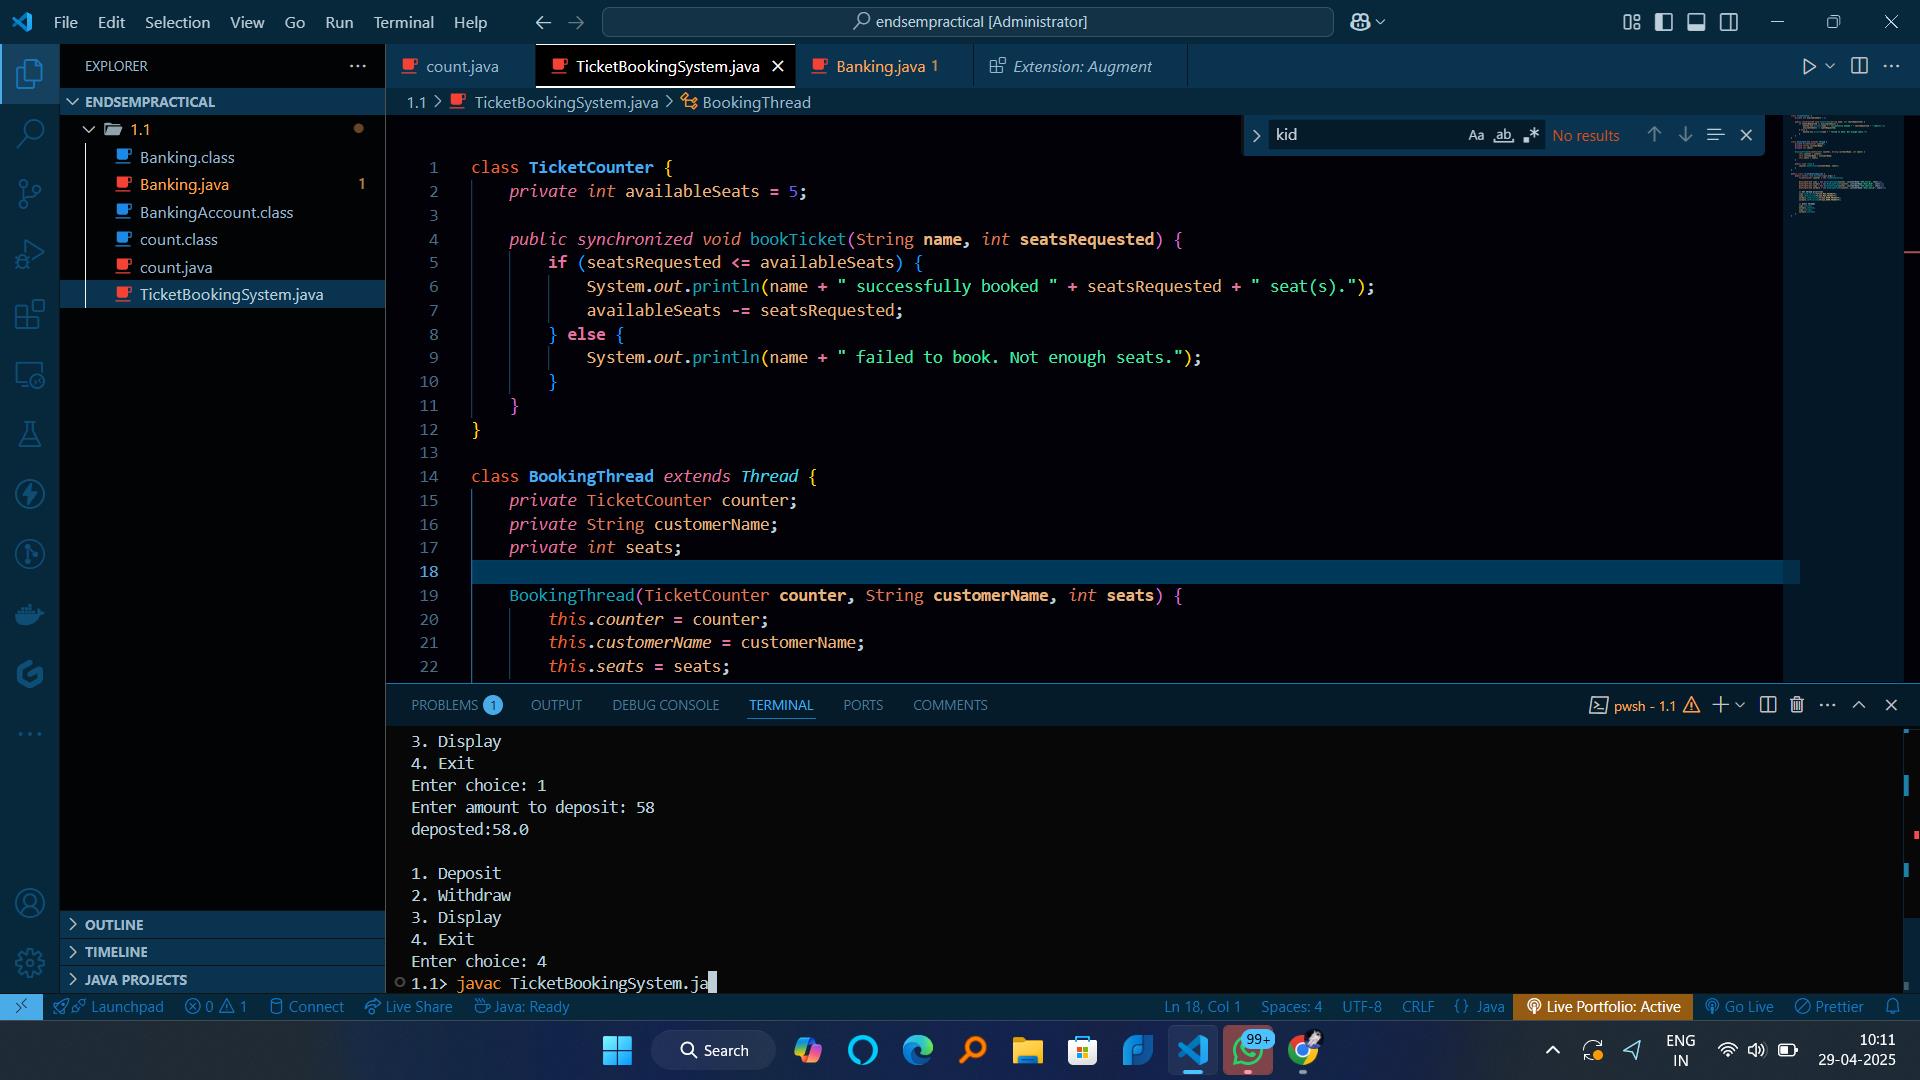 File Edit Selection View Go Run Terminal Help
endsempractical [Administrator]
EXPLORER
ENDSEMPRACTICAL
1.1
Banking.class
Banking.java 1
BankingAccount.class
count.class
count.java
TicketBookingSystem.java
OUTLINE
TIMELINE
JAVA PROJECTS
count.java TicketBookingSystem.java Banking.java 1 Extension: Augment
1.1 > TicketBookingSystem.java > BookingThread
kid Aa ab .* No results
1 class TicketCounter {
2 private int availableSeats = 5;
3
4 public synchronized void bookTicket(String name, int seatsRequested) {
5 if (seatsRequested <= availableSeats) {
6 System.out.println(name + " successfully booked " + seatsRequested + " seat(s).");
7 availableSeats -= seatsRequested;
8 } else {
9 System.out.println(name + " failed to book. Not enough seats.");
10 }
11 }
12 }
13
14 class BookingThread extends Thread {
15 private TicketCounter counter;
16 private String customerName;
17 private int seats;
18
19 BookingThread(TicketCounter counter, String customerName, int seats) {
20 this.counter = counter;
21 this.customerName = customerName;
22 this.seats = seats;
PROBLEMS 1 OUTPUT DEBUG CONSOLE TERMINAL PORTS COMMENTS
pwsh - 1.1
3. Display
4. Exit
Enter choice: 1
Enter amount to deposit: 58
deposted:58.0
1. Deposit
2. Withdraw
3. Display
4. Exit
Enter choice: 4
1.1> javac TicketBookingSystem.ja
Launchpad 0 1 Connect Live Share Java: Ready
Ln 18, Col 1 Spaces: 4 UTF-8 CRLF {} Java Live Portfolio: Active Go Live Prettier
Search
99+
ENG
IN
10:11
29-04-2025